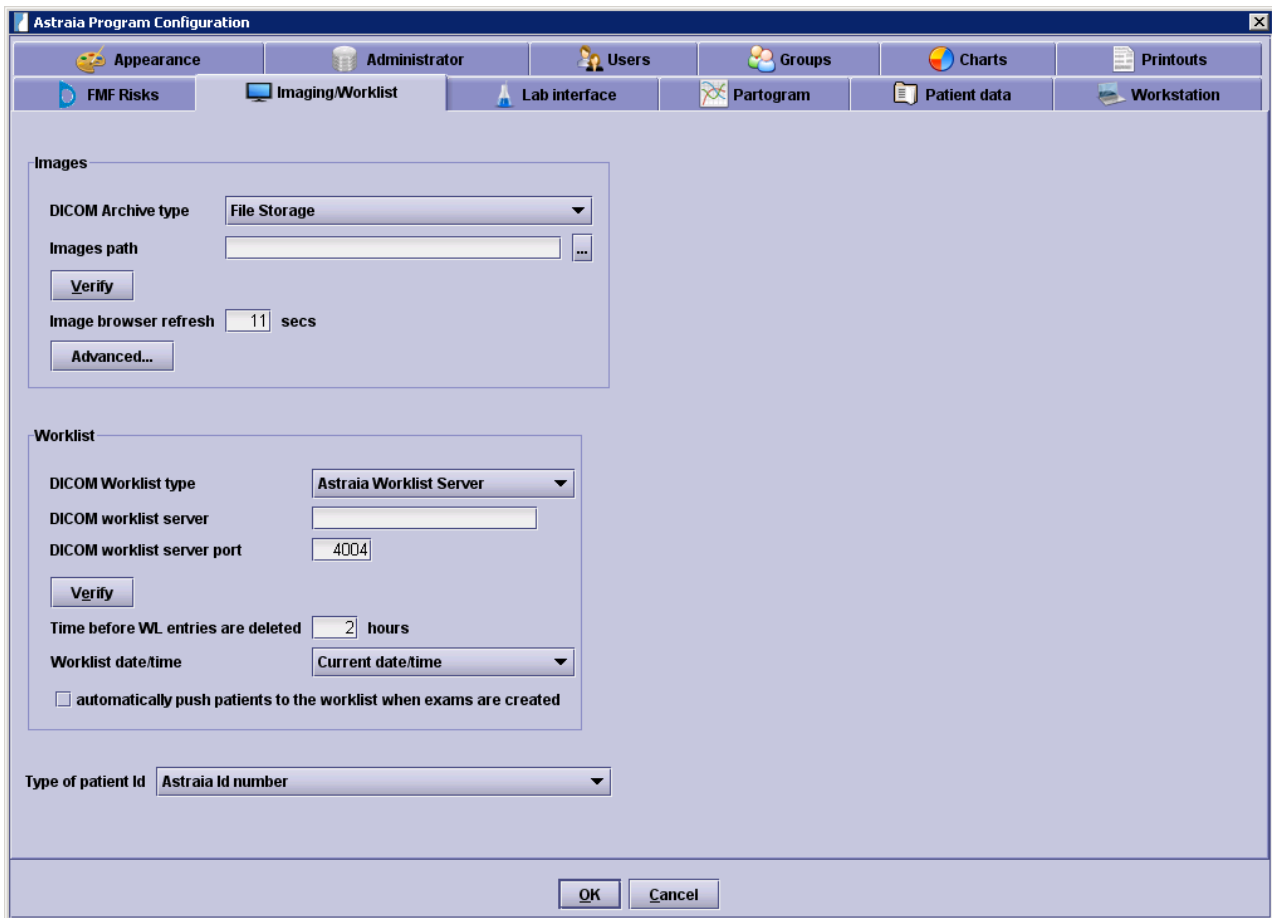 Astraia Program Configuration
Appearance Administrator Users Groups Charts Printouts
FMF Risks Imaging/Worklist Lab interface Partogram Patient data Workstation
Images
DICOM Archive type File Storage
Images path ...
Verify
Image browser refresh 11 secs
Advanced...
Worklist
DICOM Worklist type Astraia Worklist Server
DICOM worklist server
DICOM worklist server port 4004
Verify
Time before WL entries are deleted 2 hours
Worklist date/time Current date/time
automatically push patients to the worklist when exams are created
Type of patient Id Astraia Id number
OK Cancel